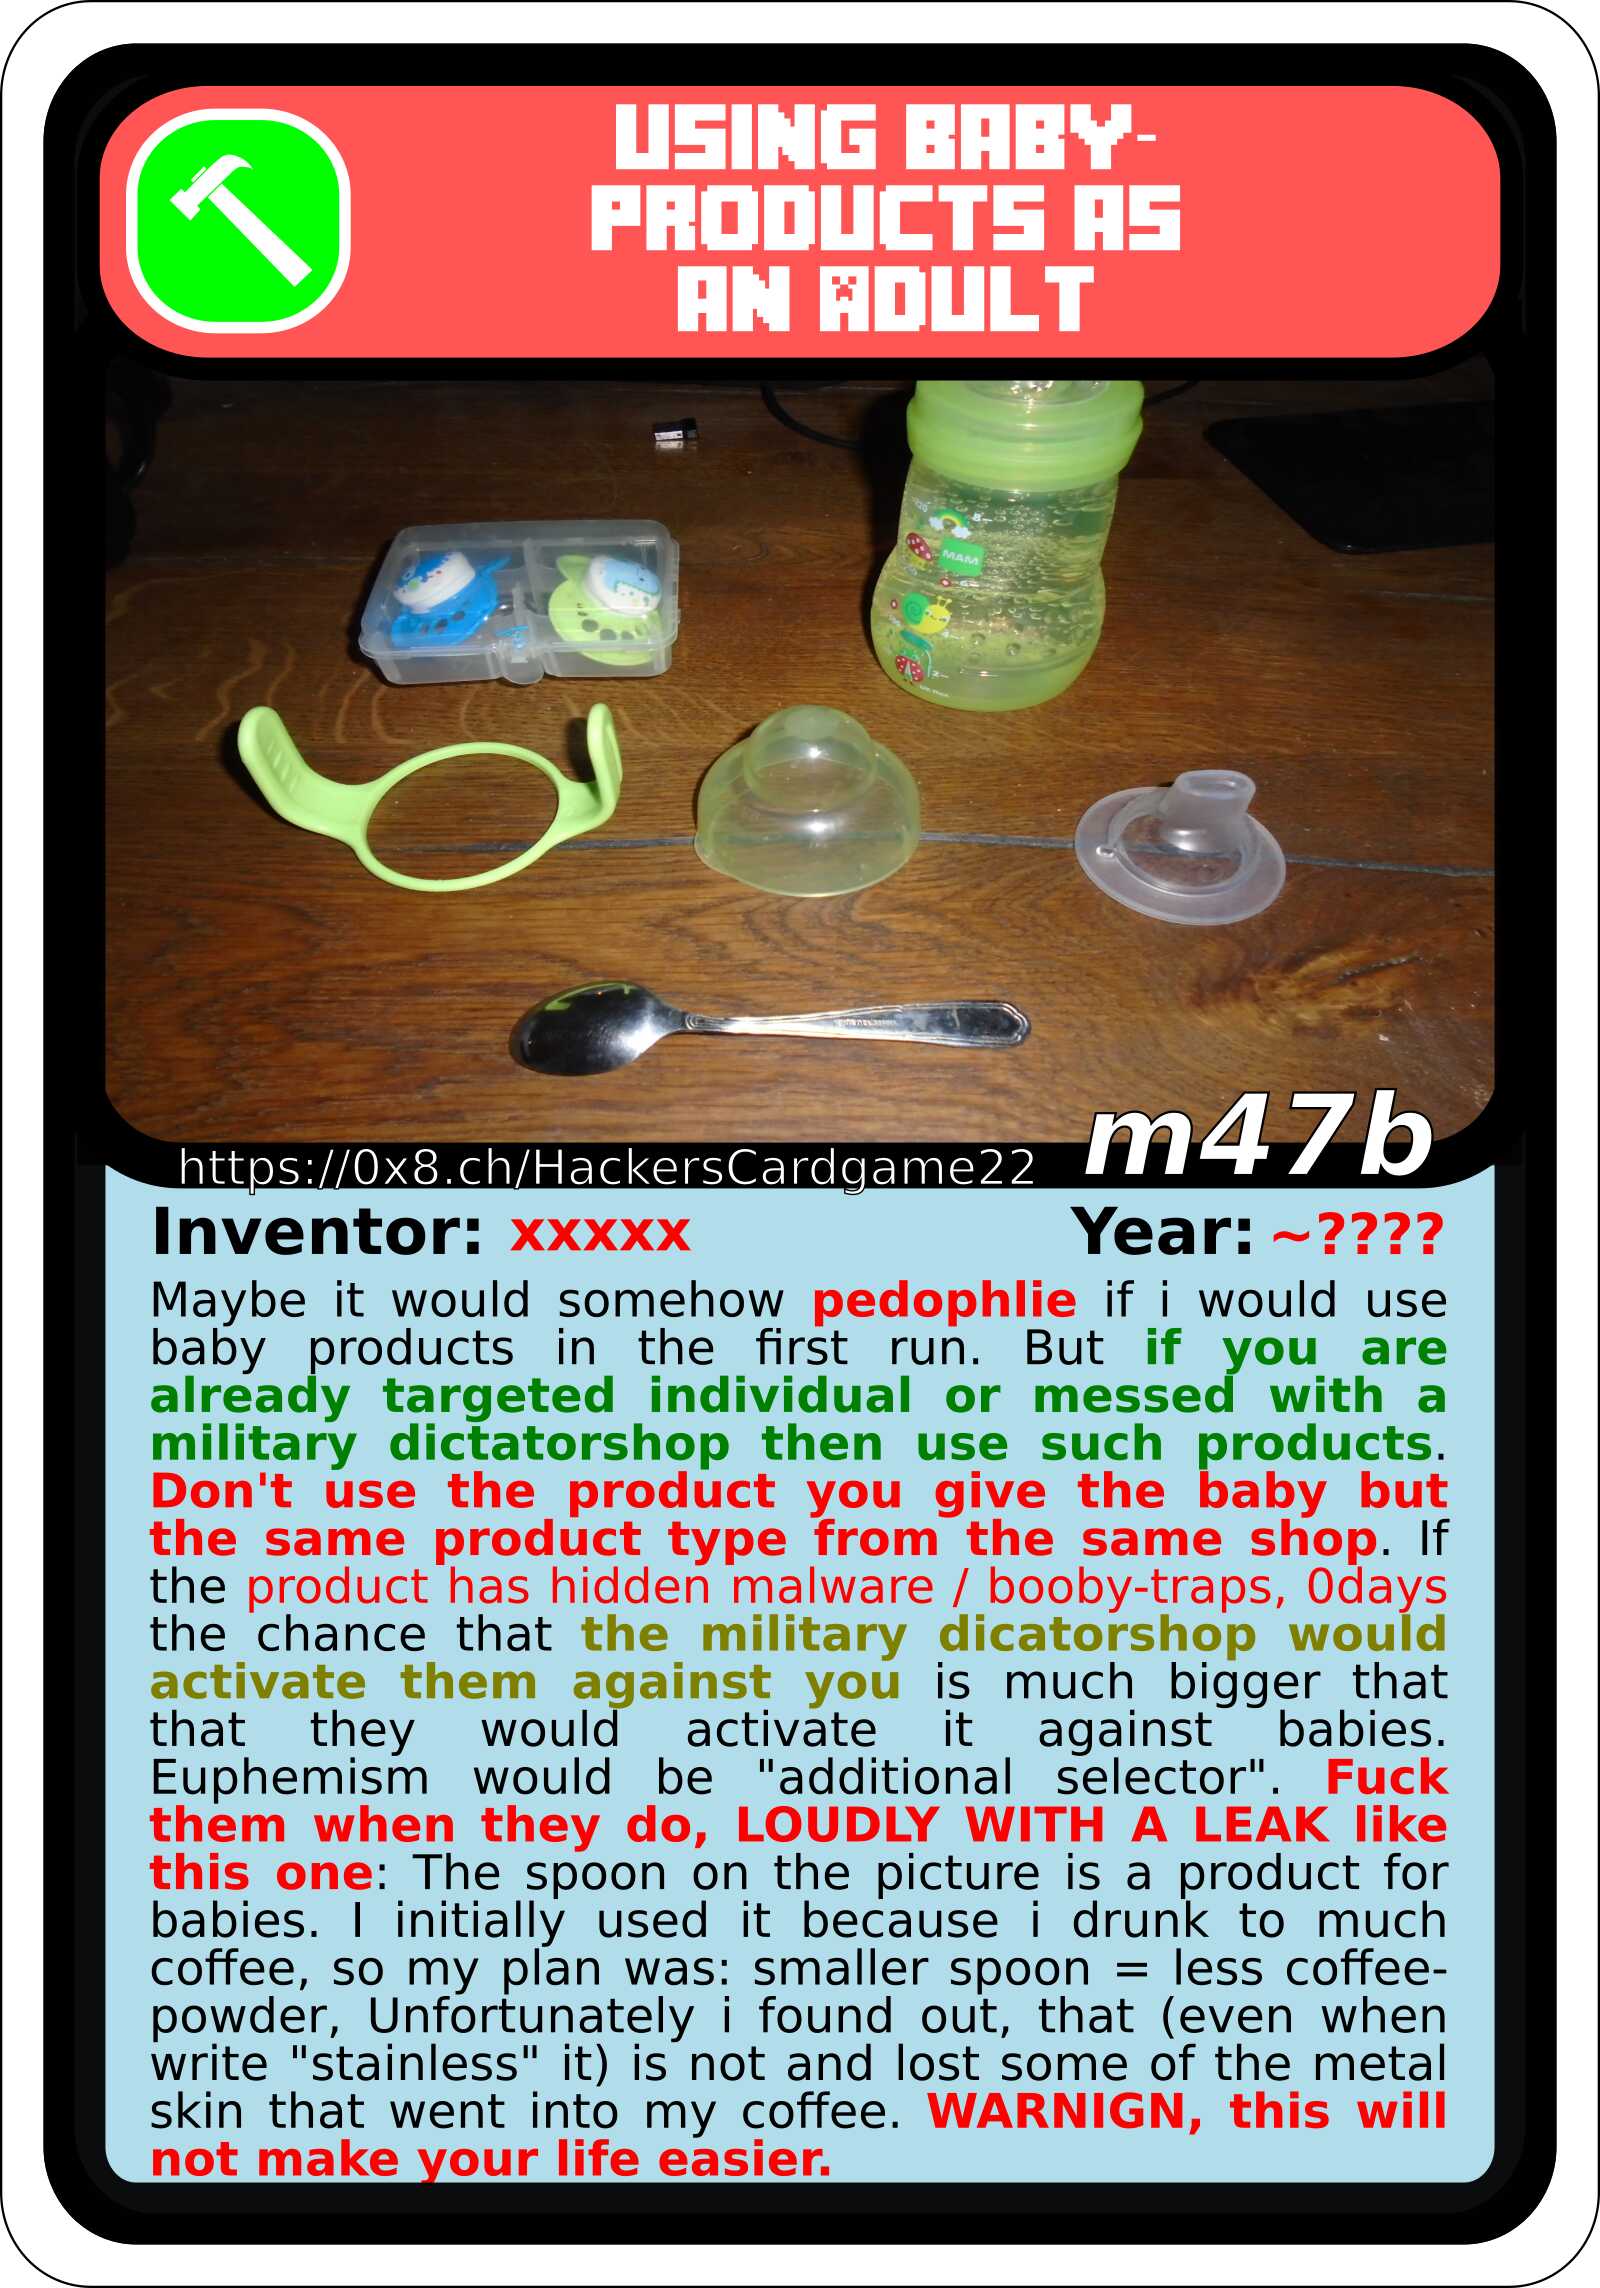 USING BABY-
PRODUCTS AS
AN ADULT
MAM
https://0x8.ch/HackersCardgame22
m47b
Inventor: xxxxx Year: ~????
Maybe it would somehow pedophlie if i would use
baby products in the first run. But if you are
already targeted individual or messed with a
military dictatorshop then use such products.
Don't use the product you give the baby but
the same product type from the same shop. If
the product has hidden malware / booby-traps, 0days
the chance that the military dicatorshop would
activate them against you is much bigger that
that they would activate it against babies.
Euphemism would be "additional selector". Fuck
them when they do, LOUDLY WITH A LEAK like
this one: The spoon on the picture is a product for
babies. I initially used it because i drunk to much
coffee, so my plan was: smaller spoon = less coffee-
powder, Unfortunately i found out, that (even when
write "stainless" it) is not and lost some of the metal
skin that went into my coffee. WARNIGN, this will
not make your life easier.